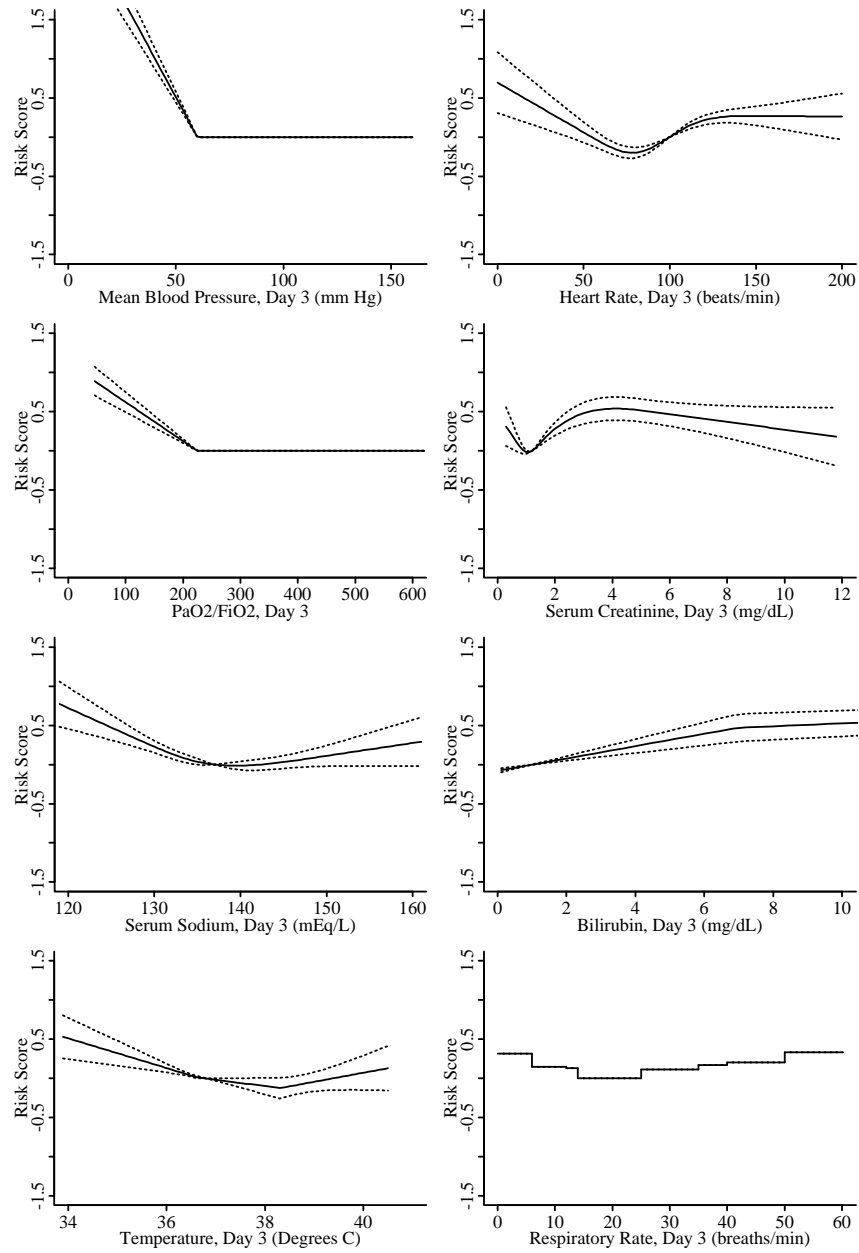 Risk Score
-1.5 -0.5 0.5 1.5
0 50 100 150
Mean Blood Pressure, Day 3 (mm Hg)
Risk Score
-1.5 -0.5 0.5 1.5
0 50 100 150 200
Heart Rate, Day 3 (beats/min)
Risk Score
-1.5 -0.5 0.5 1.5
0 100 200 300 400 500 600
PaO2/FiO2, Day 3
Risk Score
-1.5 -0.5 0.5 1.5
0 2 4 6 8 10 12
Serum Creatinine, Day 3 (mg/dL)
Risk Score
-1.5 -0.5 0.5 1.5
120 130 140 150 160
Serum Sodium, Day 3 (mEq/L)
Risk Score
-1.5 -0.5 0.5 1.5
0 2 4 6 8 10
Bilirubin, Day 3 (mg/dL)
Risk Score
-1.5 -0.5 0.5 1.5
34 36 38 40
Temperature, Day 3 (Degrees C)
Risk Score
-1.5 -0.5 0.5 1.5
0 10 20 30 40 50 60
Respiratory Rate, Day 3 (breaths/min)